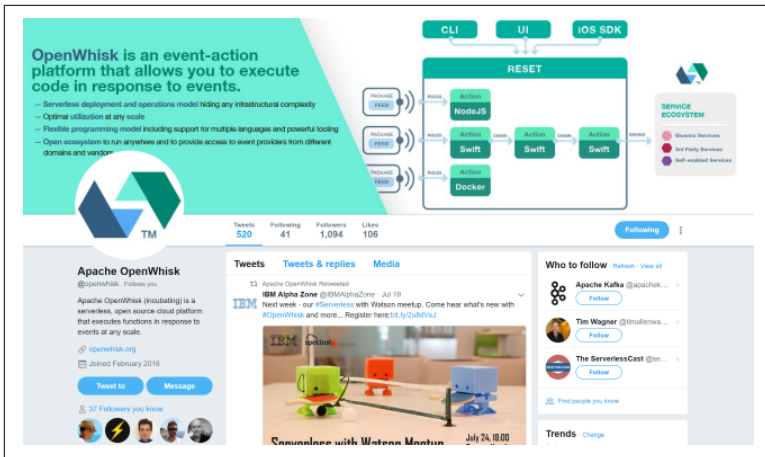 OpenWhisk is an event-action
platform that allows you to execute
code in response to events.
— Serverless deployment and operations model hiding any infrastructural complexity
— Optimal utilization at any scale
— Flexible programming model including support for multiple languages and powerful tooling
— Open ecosystem to run anywhere and to provide access to event providers from different
domains and vendors
CLI
UI
iOS SDK
RESET
PACKAGE
FEED
RULES
Action
NodeJS
PACKAGE
FEED
RULES
Action
Swift
CHAIN
Action
Swift
CHAIN
Action
Swift
INVOKE
PACKAGE
FEED
RULES
Action
Docker
SERVICE
ECOSYSTEM
Bluemix Services
3rd Party Services
Self-enabled Services
TM
Tweets
520
Following
41
Followers
1,094
Likes
106
Following
Apache OpenWhisk
@openwhisk Follows you
Apache OpenWhisk (incubating) is a
serverless, open source cloud platform
that executes functions in response to
events at any scale.
openwhisk.org
Joined February 2016
Tweet to
Message
37 Followers you know
Tweets
Tweets & replies
Media
Apache OpenWhisk Retweeted
IBM Alpha Zone @IBMAlphaZone · Jul 19
IBM
Next week - our #Serverless with Watson meetup. Come hear what's new with
#OpenWhisk and more... Register here:bit.ly/2u8dVsJ
IBM
spotinst
Serverless with Watson Meetup
July 24, 18:00
Who to follow · Refresh · View all
Apache Kafka @apachek...
Follow
Tim Wagner @timallenwa...
Follow
The ServerlessCast @se...
Follow
Find people you know
Trends · Change